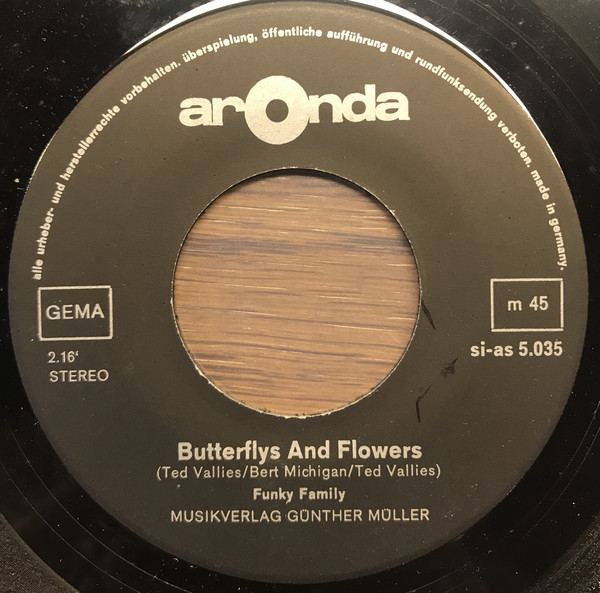 alle urheber- und herstellerrechte vorbehalten. überspielung, öffentliche aufführung und rundfunksendung verboten. made in germany.
aronda
GEMA
m 45
2.16'
STEREO
si-as 5.035
Butterflys And Flowers
(Ted Vallies/Bert Michigan/Ted Vallies)
Funky Family
MUSIKVERLAG GÜNTHER MÜLLER